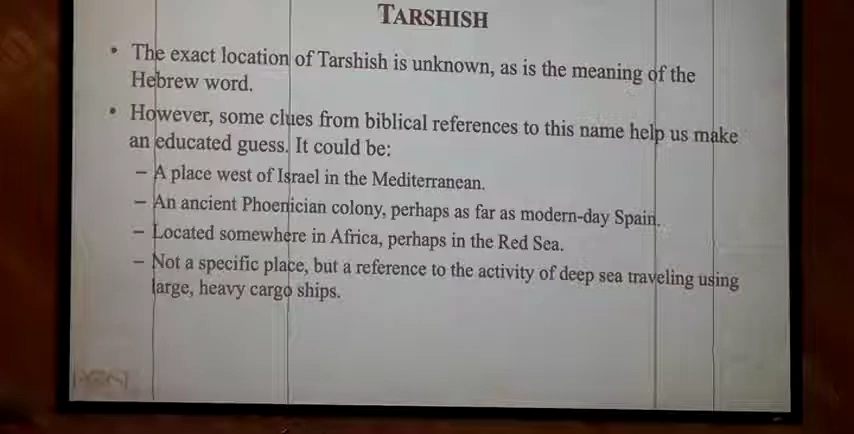 TARSHISH
• The exact location of Tarshish is unknown, as is the meaning of the
Hebrew word.
• However, some clues from biblical references to this name help us make
an educated guess. It could be:
– A place west of Israel in the Mediterranean.
– An ancient Phoenician colony, perhaps as far as modern-day Spain.
– Located somewhere in Africa, perhaps in the Red Sea.
– Not a specific place, but a reference to the activity of deep sea traveling using
large, heavy cargo ships.